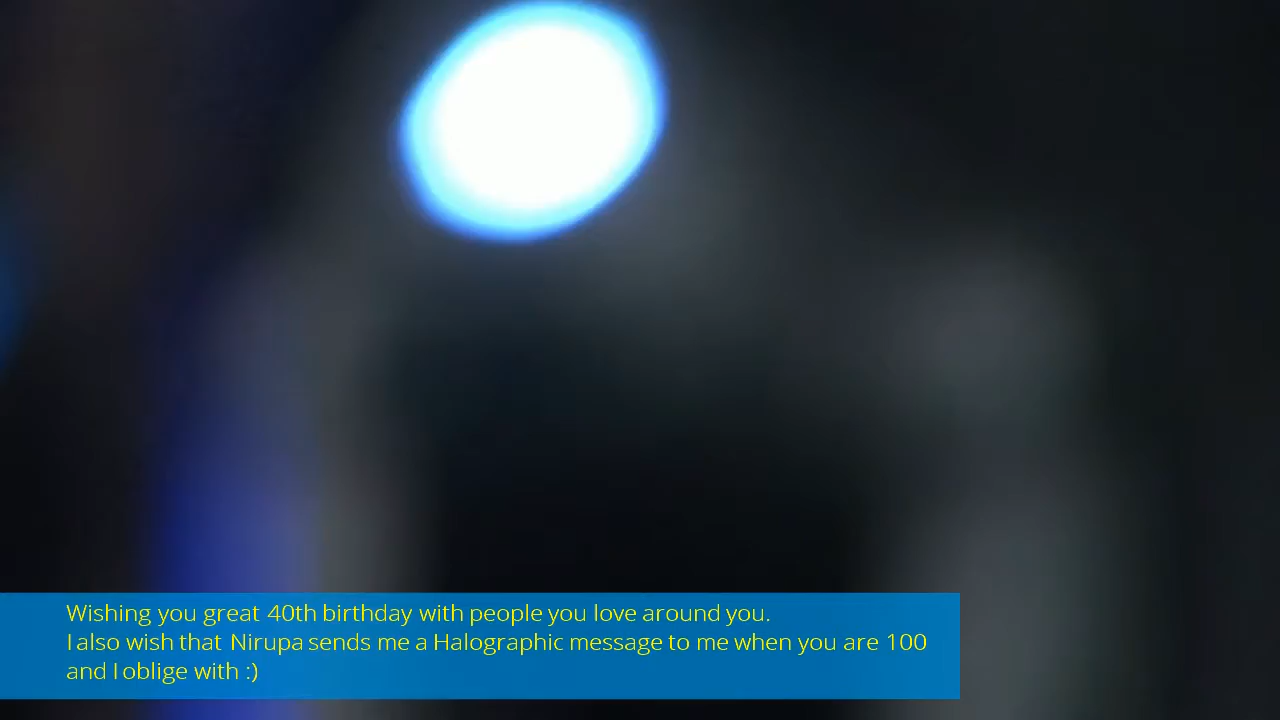 Wishing you great 40th birthday with people you love around you.
I also wish that Nirupa sends me a Halographic message to me when you are 100
and I oblige with :)